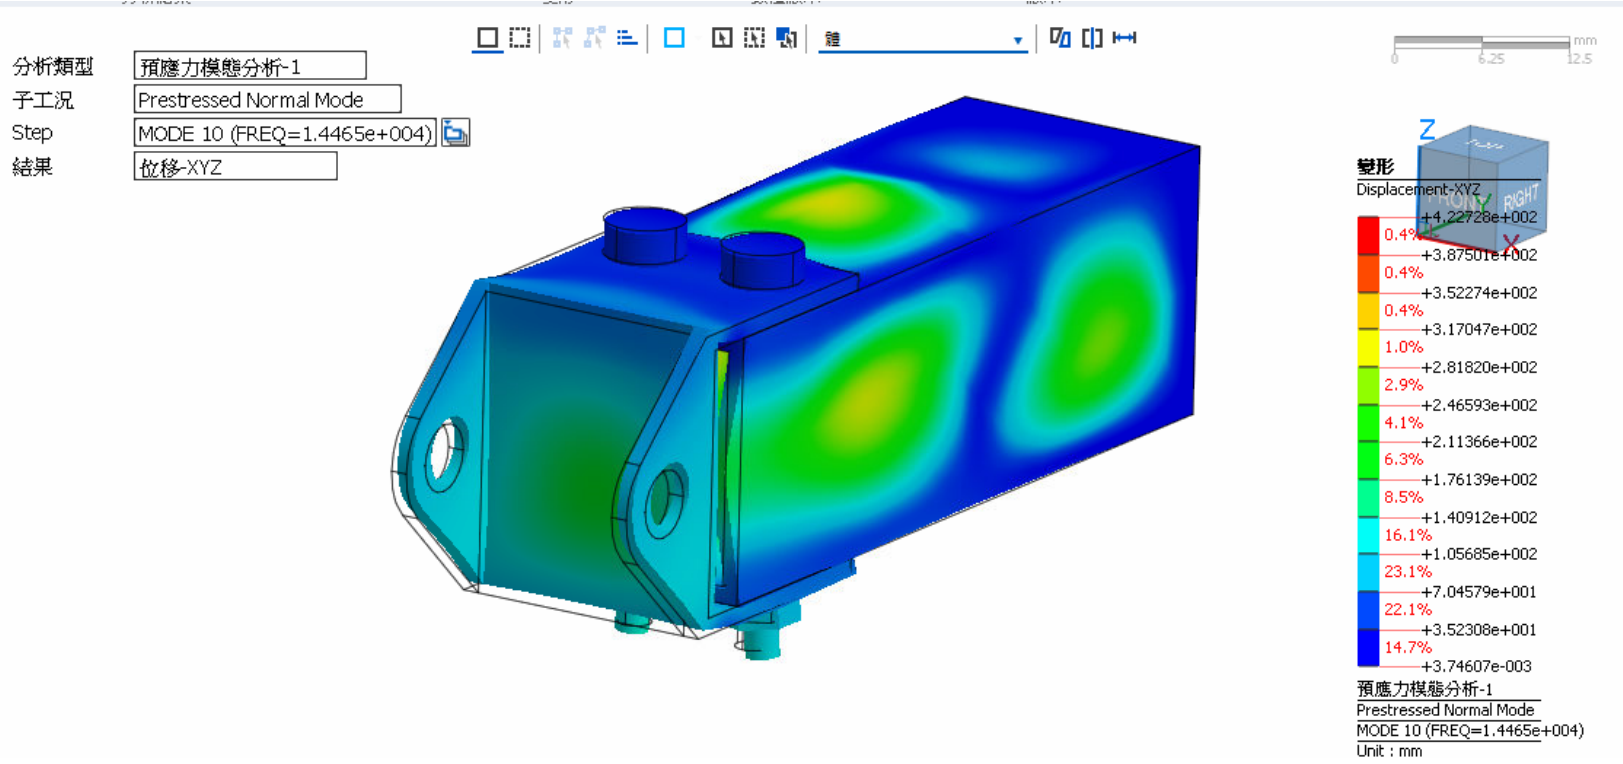 體
分析類型 預應力模態分析-1
子工況 Prestressed Normal Mode
Step MODE 10 (FREQ=1.4465e+004)
結果 位移-XYZ
mm
0 6.25 12.5
Z
TOP
FRONT
RIGHT
Y
X
變形
Displacement-XYZ
+4.22728e+002
0.4%
+3.87501e+002
0.4%
+3.52274e+002
0.4%
+3.17047e+002
1.0%
+2.81820e+002
2.9%
+2.46593e+002
4.1%
+2.11366e+002
6.3%
+1.76139e+002
8.5%
+1.40912e+002
16.1%
+1.05685e+002
23.1%
+7.04579e+001
22.1%
+3.52308e+001
14.7%
+3.74607e-003
預應力模態分析-1
Prestressed Normal Mode
MODE 10 (FREQ=1.4465e+004)
Unit : mm